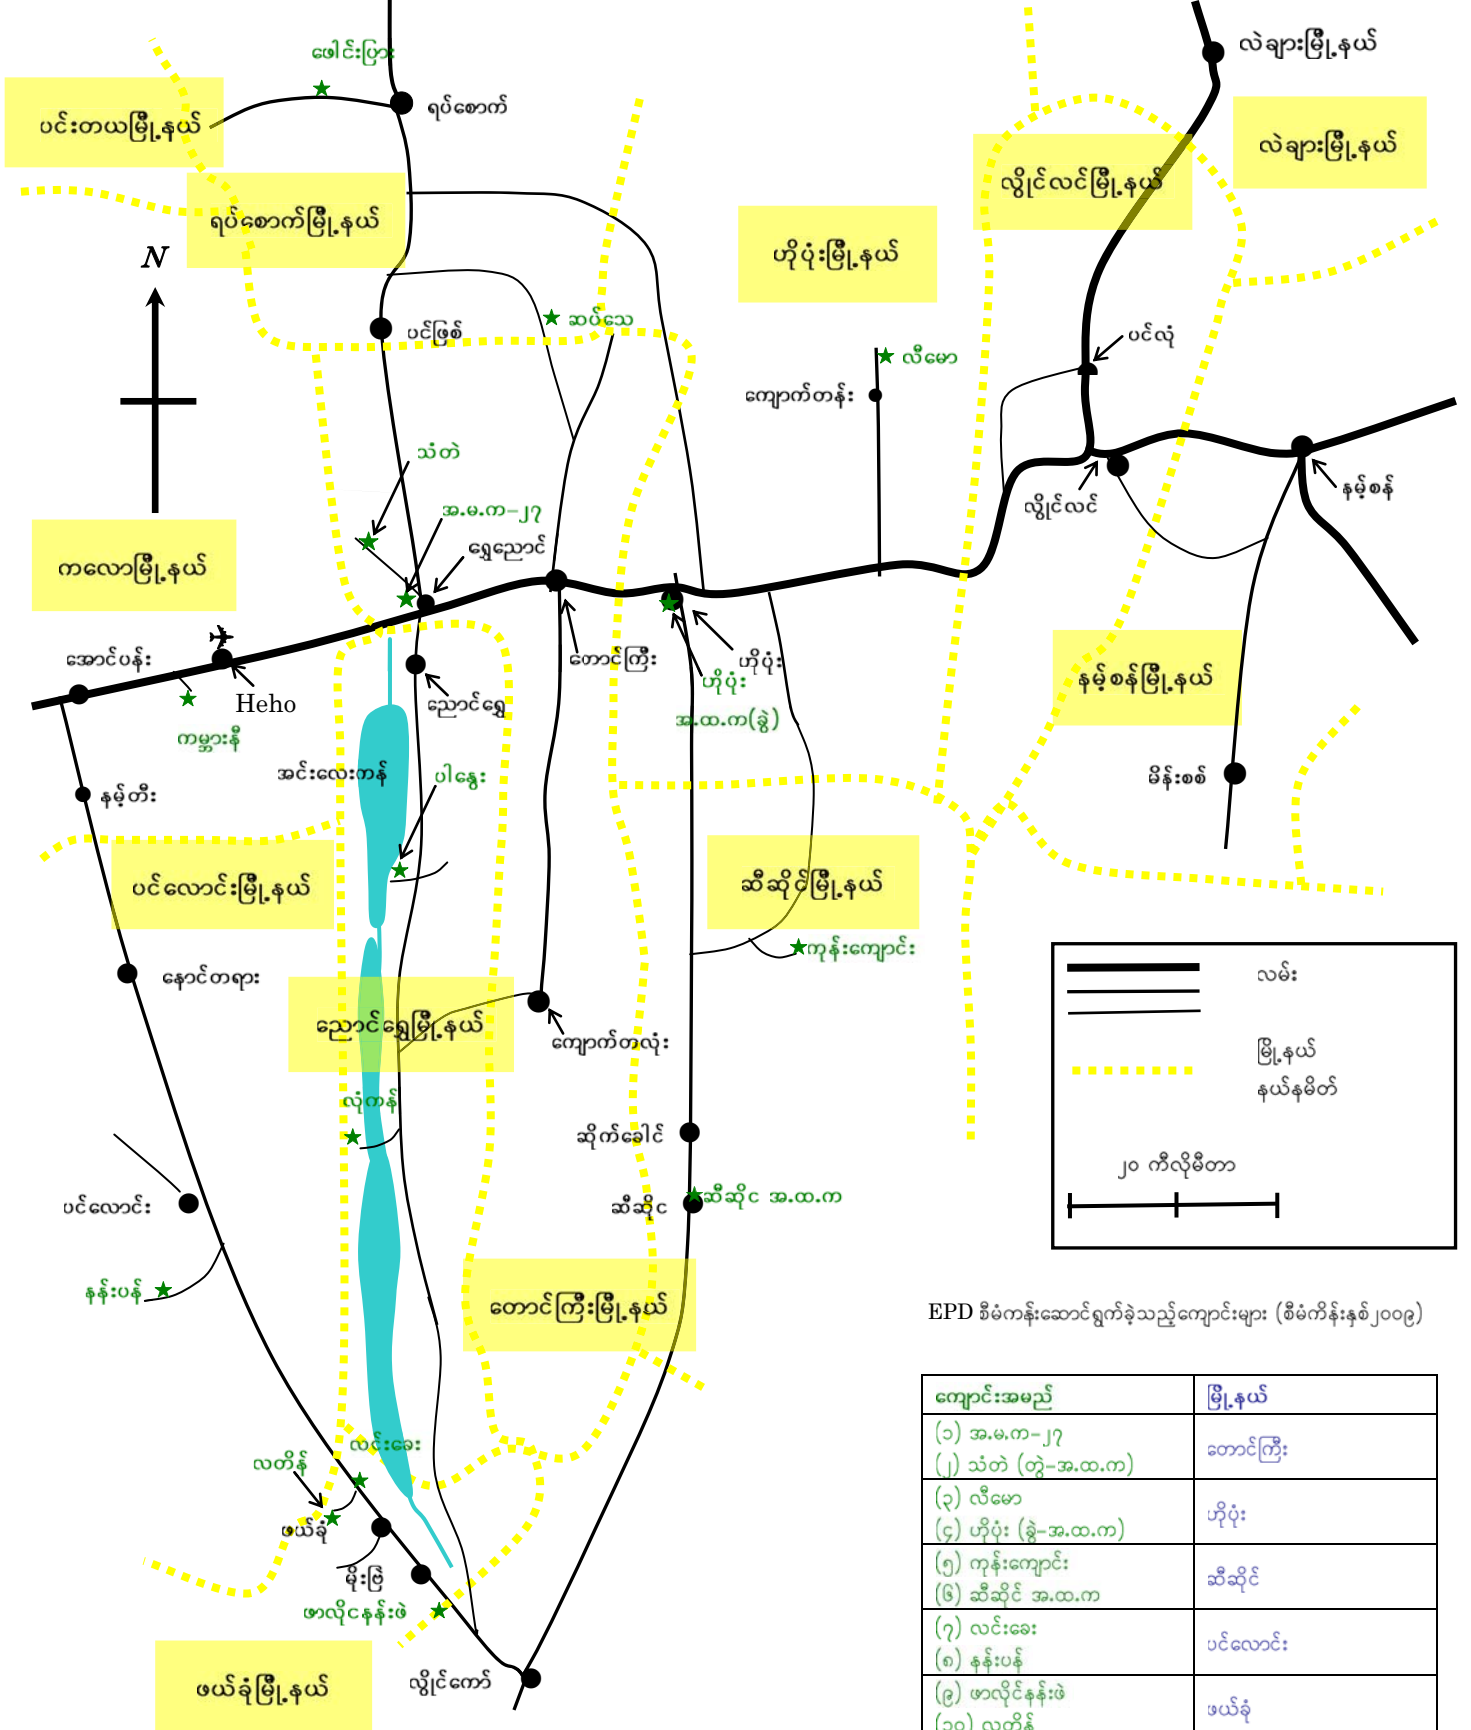 ဖေါင်းပြား
လဲချားမြို့နယ်
ရပ်စောက်
ပင်းတယမြို့နယ်
လဲချားမြို့နယ်
လွိုင်လင်မြို့နယ်
ရပ်စောက်မြို့နယ်
ဟိုပုံးမြို့နယ်
N
ဆပ်သေ
ပင်ဖြစ်
ပင်လုံ
လီမော
ကျောက်တန်း
သံတဲ
နမ့်စန်
လွိုင်လင်
အ.မ.က-၂၇
ရွှေညောင်
ကလောမြို့နယ်
အောင်ပန်း
တောင်ကြီး
ဟိုပုံး
ဟိုပုံး
အ.ထ.က(ခွဲ)
နမ့်စန်မြို့နယ်
Heho
ညောင်ရွှေ
ကမ္ဘားနီ
အင်းလေးကန်
ပါနွေး
မိန်းစစ်
နမ့်တီး
ပင်လောင်းမြို့နယ်
ဆီဆိုင်မြို့နယ်
ကုန်းကျောင်း
နောင်တရား
လမ်း
ညောင်ရွှေမြို့နယ်
ကျောက်တလုံး
မြို့နယ်
နယ်နမိတ်
လုံကန်
ဆိုက်ခေါင်
၂၀ ကီလိုမီတာ
ပင်လောင်း
ဆီဆိုင
ဆီဆိုင အ.ထ.က
နန်းပန်
တောင်ကြီးမြို့နယ်
EPD စီမံကန်းဆောင်ရွက်ခဲ့သည့်ကျောင်းများ (စီမံကိန်းနှစ်၂၀၀၉)
ကျောင်းအမည် မြို့နယ်
(၁) အ.မ.က-၂၇
(၂) သံတဲ (တွဲ-အ.ထ.က)
တောင်ကြီး
(၃) လီမော
(၄) ဟိုပုံး (ခွဲ-အ.ထ.က)
ဟိုပုံး
(၅) ကုန်းကျောင်း
(၆) ဆီဆိုင် အ.ထ.က
ဆီဆိုင်
(၇) လင်းခေး
(၈) နန်းပန်
ပင်လောင်း
(၉) ဖာလိုင်နန်းဖဲ
(၁၀) လတိန်
ဖယ်ခုံ
လင်းခေး
လတိန်
ဖယ်ခုံ
မိုးဗြဲ
ဖာလိုငနန်းဖဲ
လွိုင်ကော်
ဖယ်ခုံမြို့နယ်